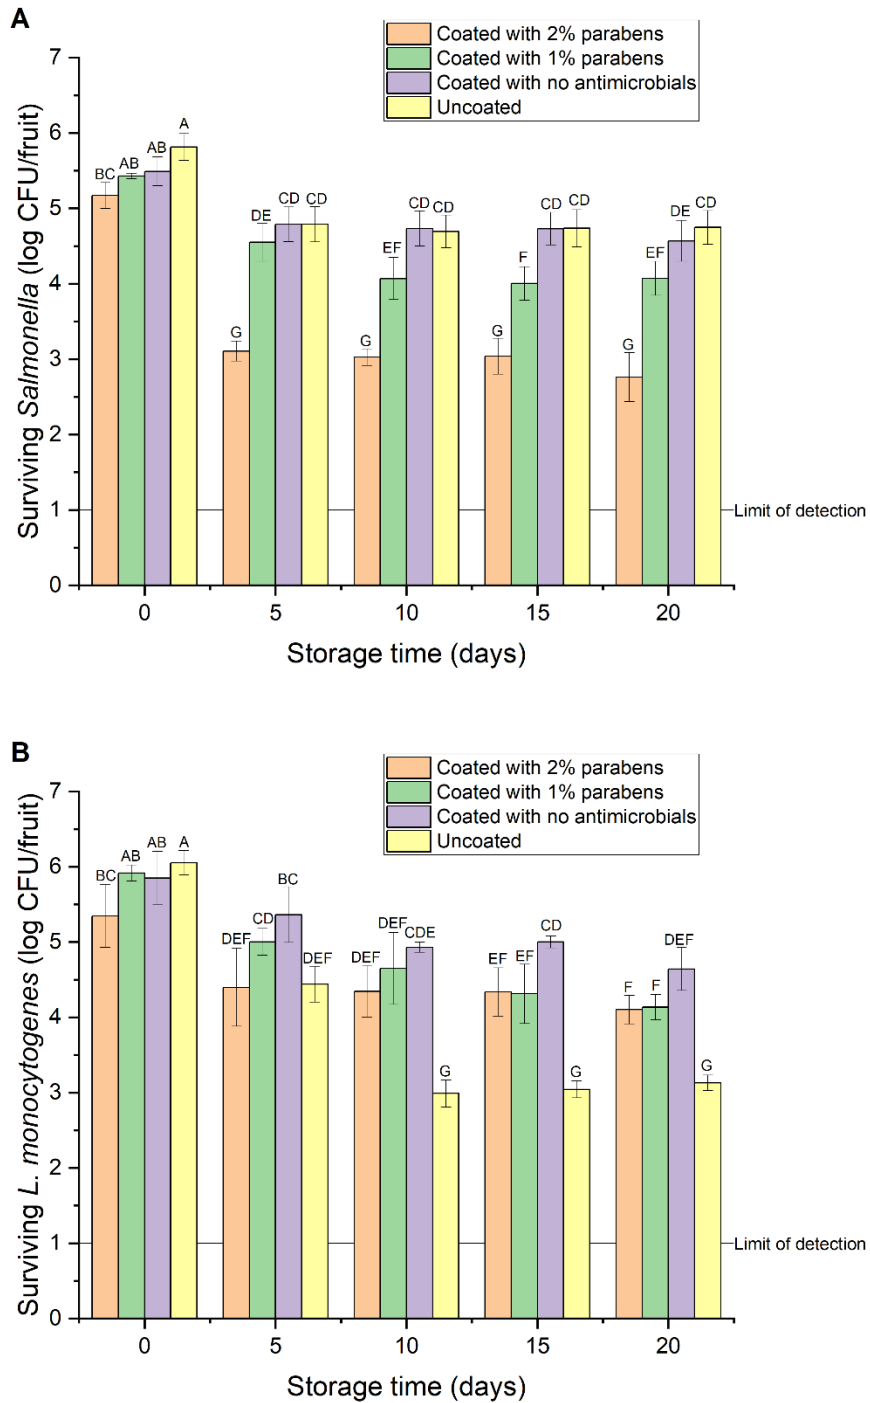 A
Coated with 2% parabens
Coated with 1% parabens
Coated with no antimicrobials
Uncoated
Surviving Salmonella (log CFU/fruit)
7
6
5
4
3
2
1
0
BC AB AB A
G DE CD CD
G EF CD CD
G F CD CD
G EF DE CD
Limit of detection
0 5 10 15 20
Storage time (days)
B
Coated with 2% parabens
Coated with 1% parabens
Coated with no antimicrobials
Uncoated
Surviving L. monocytogenes (log CFU/fruit)
7
6
5
4
3
2
1
0
BC AB AB A
DEF CD BC DEF
DEF DEF CDE G
EF EF CD G
F F DEF G
Limit of detection
0 5 10 15 20
Storage time (days)